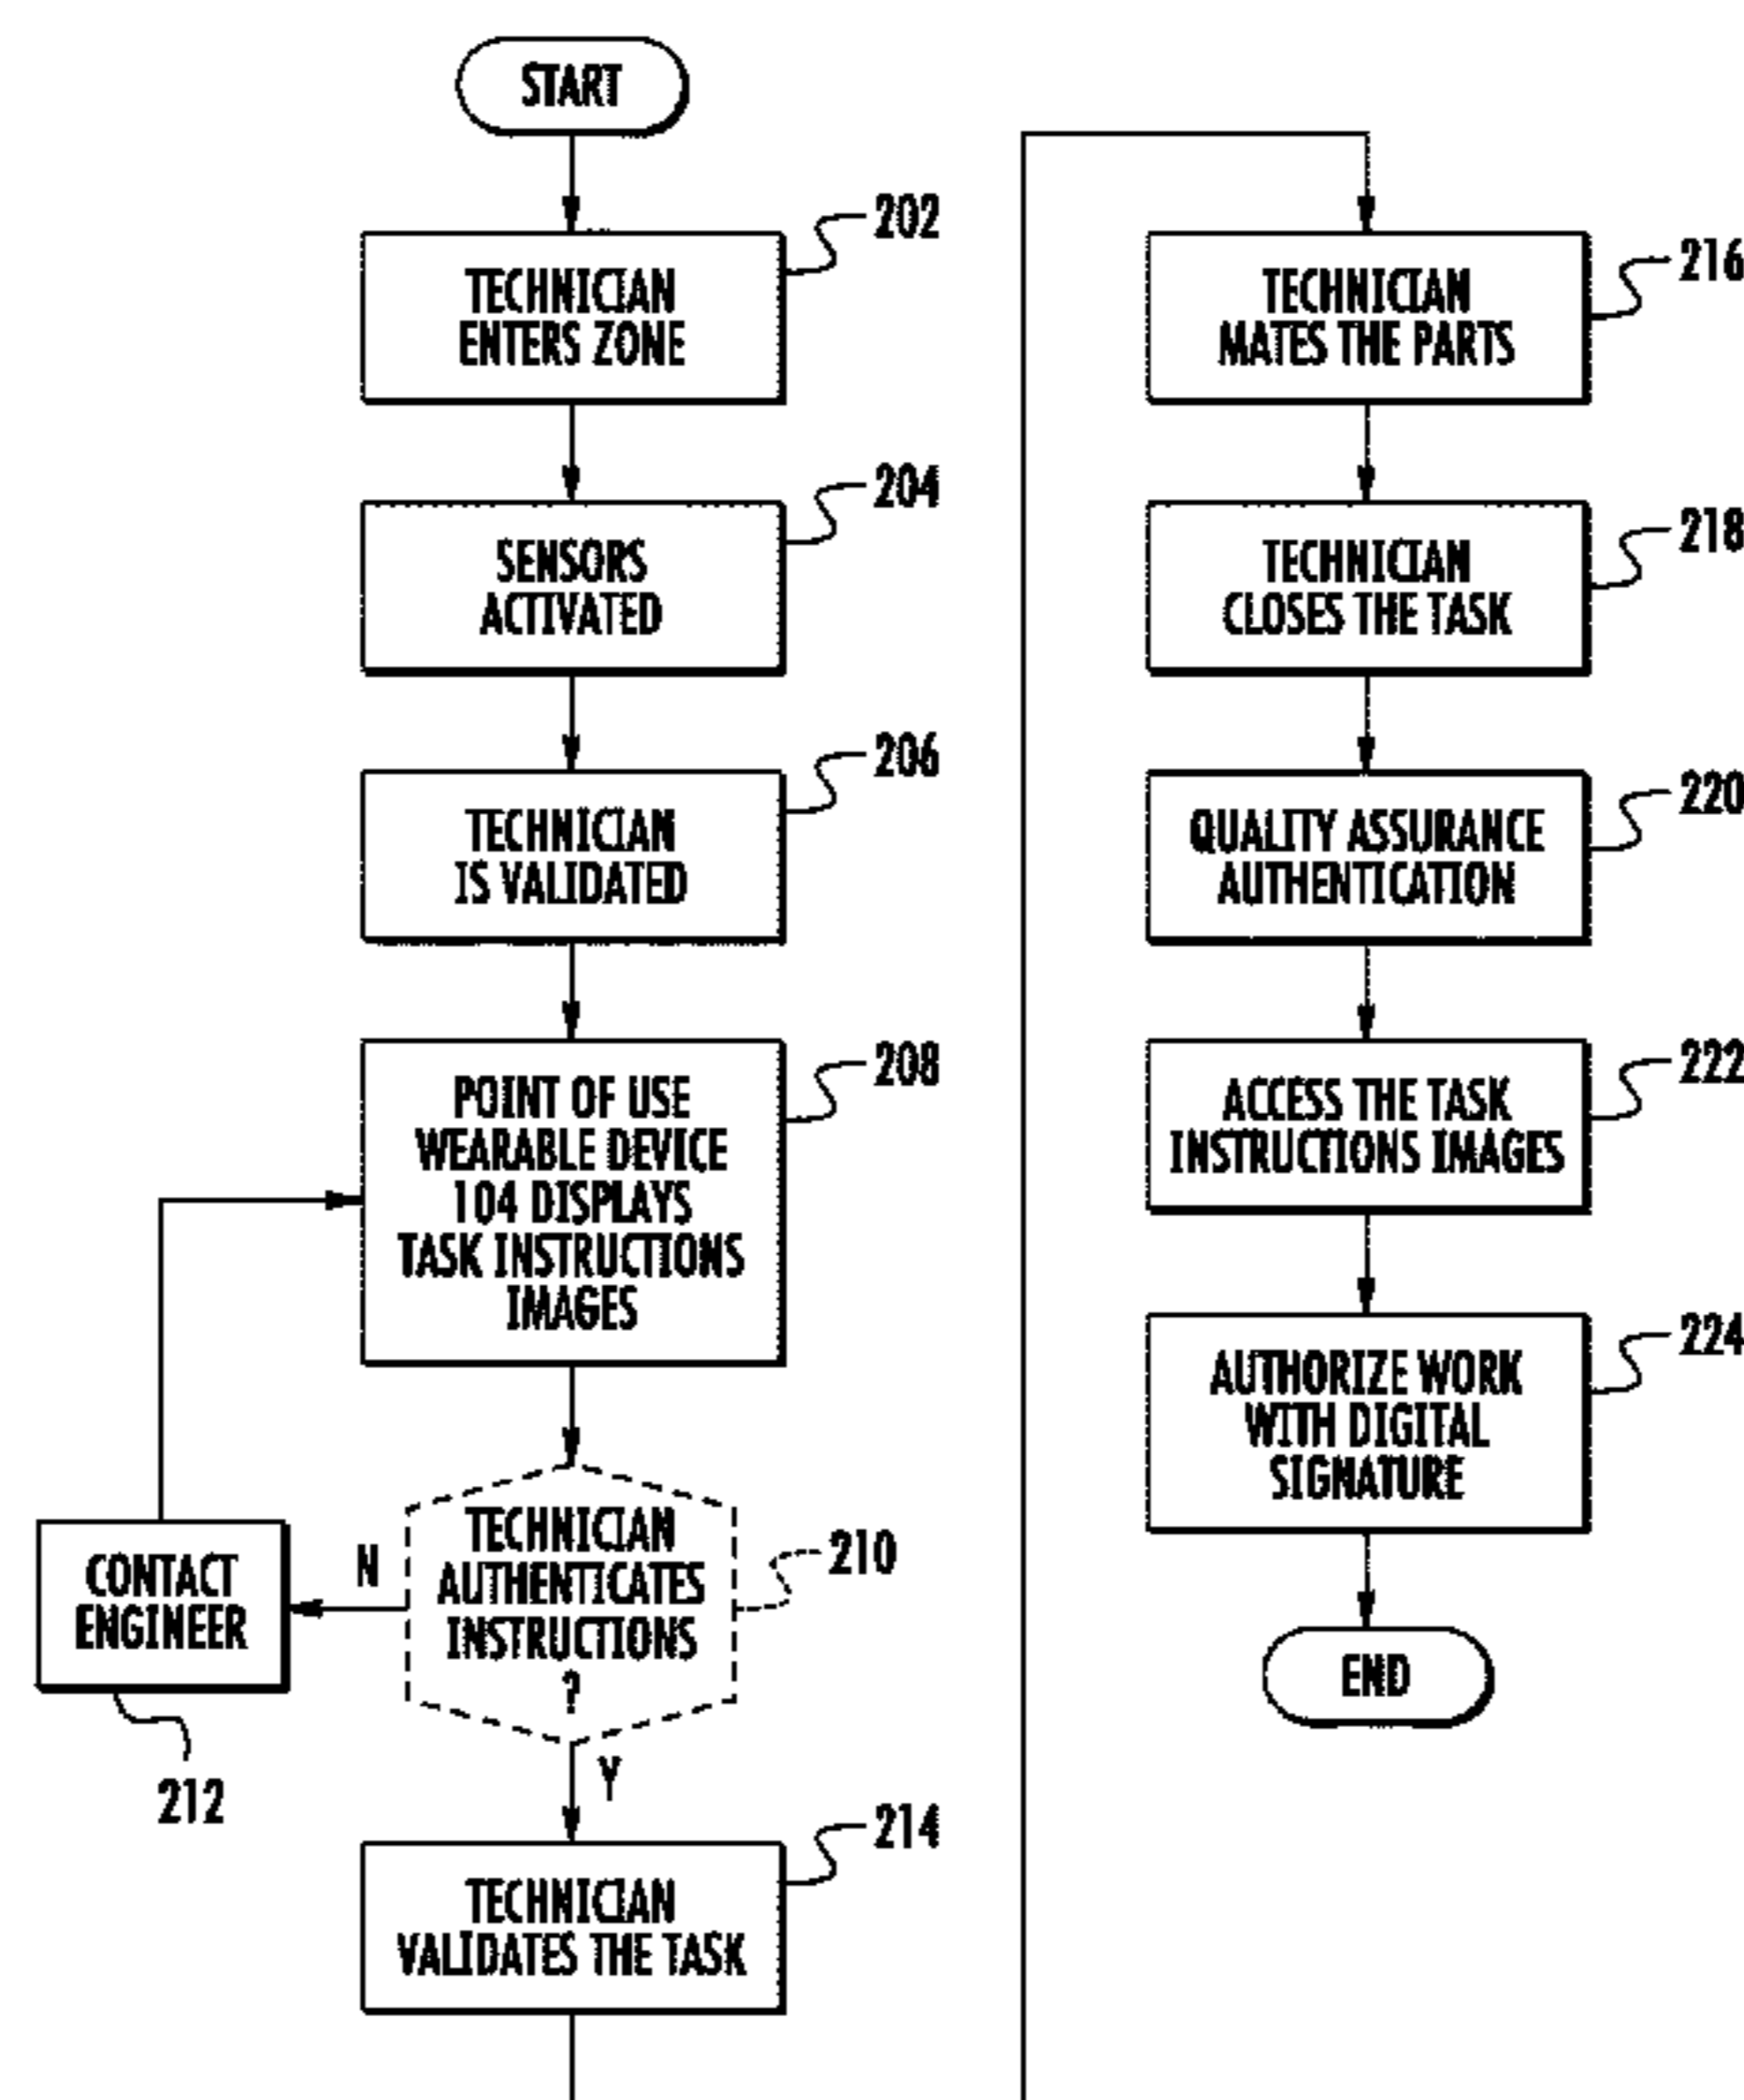 START
202
TECHNICIAN
ENTERS ZONE
204
SENSORS
ACTIVATED
206
TECHNICIAN
IS VALIDATED
208
POINT OF USE
WEARABLE DEVICE
104 DISPLAYS
TASK INSTRUCTIONS
IMAGES
210
TECHNICIAN
AUTHENTICATES
INSTRUCTIONS
?
N
CONTACT
ENGINEER
212
Y
214
TECHNICIAN
VALIDATES THE TASK
216
TECHNICIAN
MATES THE PARTS
218
TECHNICIAN
CLOSES THE TASK
220
QUALITY ASSURANCE
AUTHENTICATION
222
ACCESS THE TASK
INSTRUCTIONS IMAGES
224
AUTHORIZE WORK
WITH DIGITAL
SIGNATURE
END